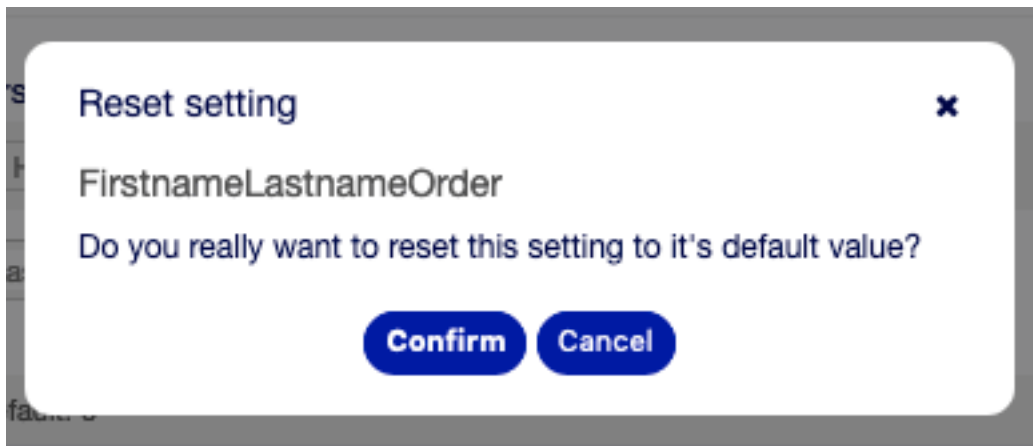 Reset setting
FirstnameLastnameOrder
Do you really want to reset this setting to it's default value?
Confirm Cancel